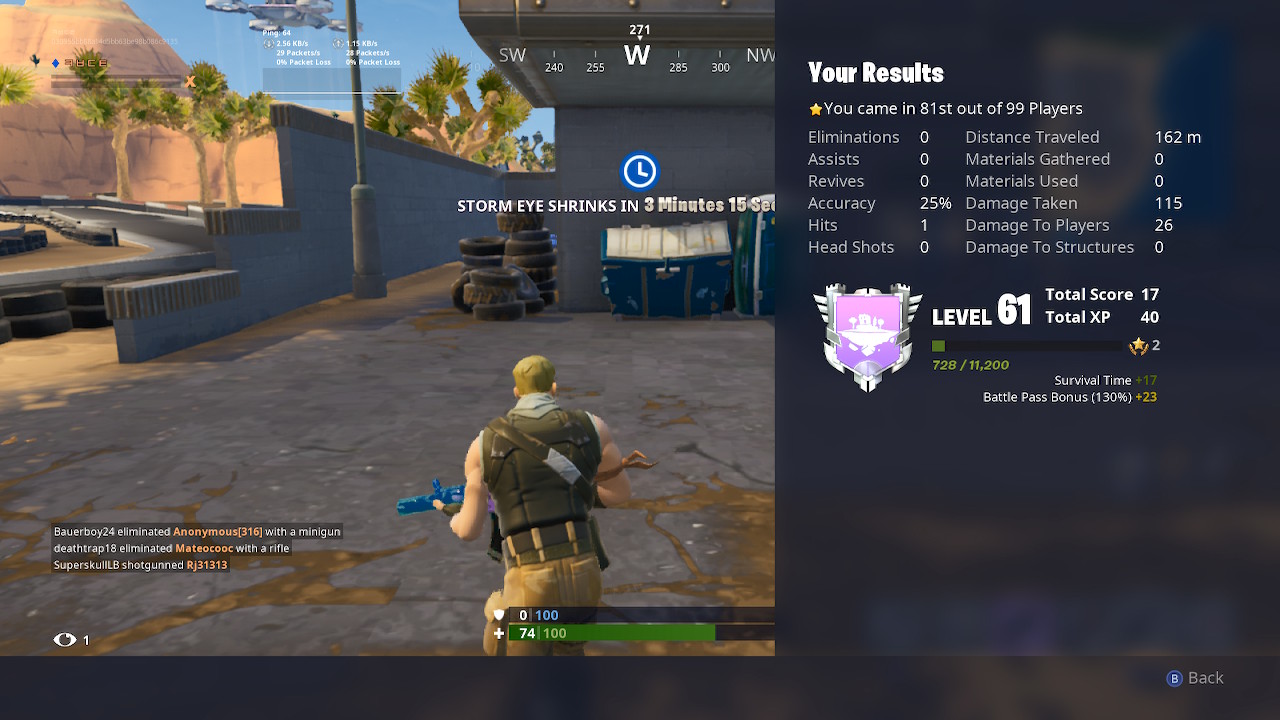 Ping: 64
2.56 KB/s 1.15 KB/s
29 Packets/s 28 Packets/s
0% Packet Loss 0% Packet Loss
271
SW 240 255 W 285 300 NW
STORM EYE SHRINKS IN 3 Minutes 15 Sec
Bauerboy24 eliminated Anonymous[316] with a minigun
deathtrap18 eliminated Mateocooc with a rifle
SuperskullLB shotgunned Rj31313
1
0 | 100
74 | 100
Your Results
You came in 81st out of 99 Players
Eliminations 0 Distance Traveled 162 m
Assists 0 Materials Gathered 0
Revives 0 Materials Used 0
Accuracy 25% Damage Taken 115
Hits 1 Damage To Players 26
Head Shots 0 Damage To Structures 0
LEVEL 61
Total Score 17
Total XP 40
2
728 / 11,200
Survival Time +17
Battle Pass Bonus (130%) +23
B Back